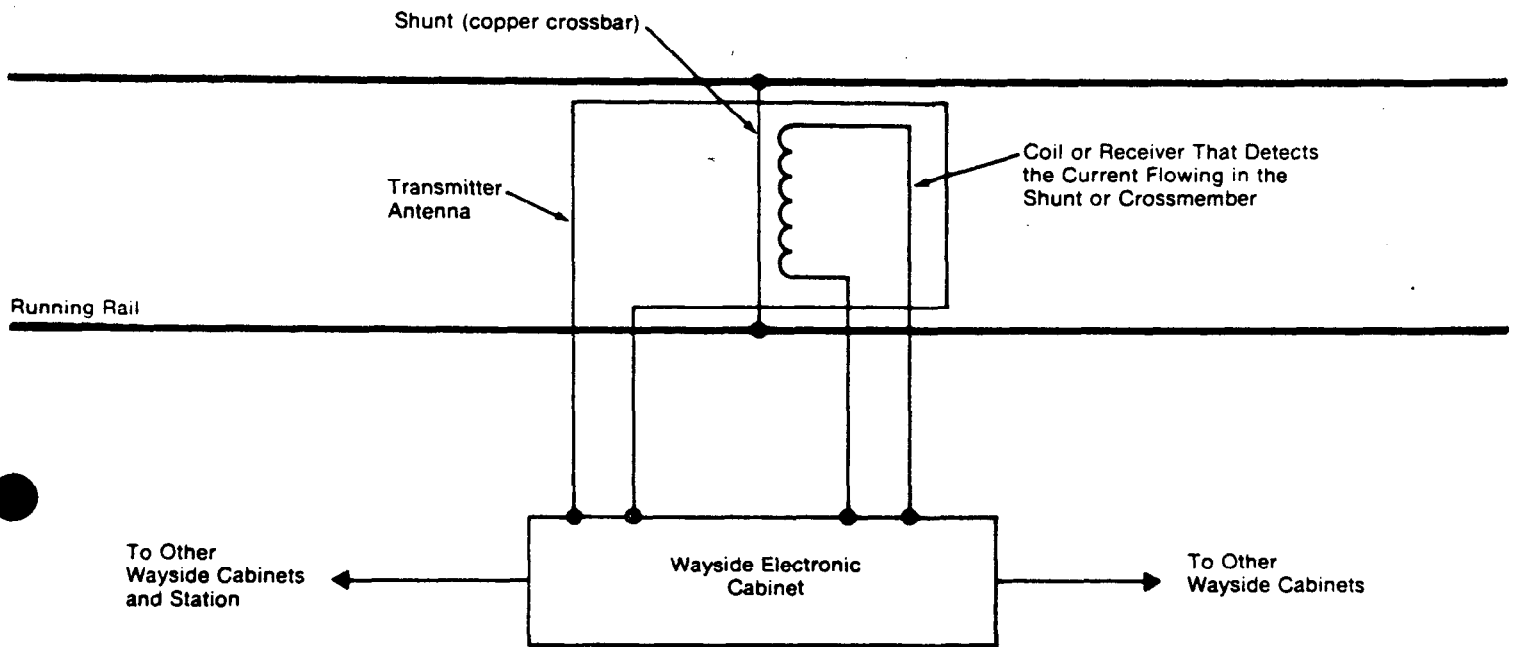 Shunt (copper crossbar)
Coil or Receiver That Detects
the Current Flowing in the
Shunt or Crossmember
Transmitter
Antenna
Running Rail
To Other
Wayside Cabinets
and Station
Wayside Electronic
Cabinet
To Other
Wayside Cabinets